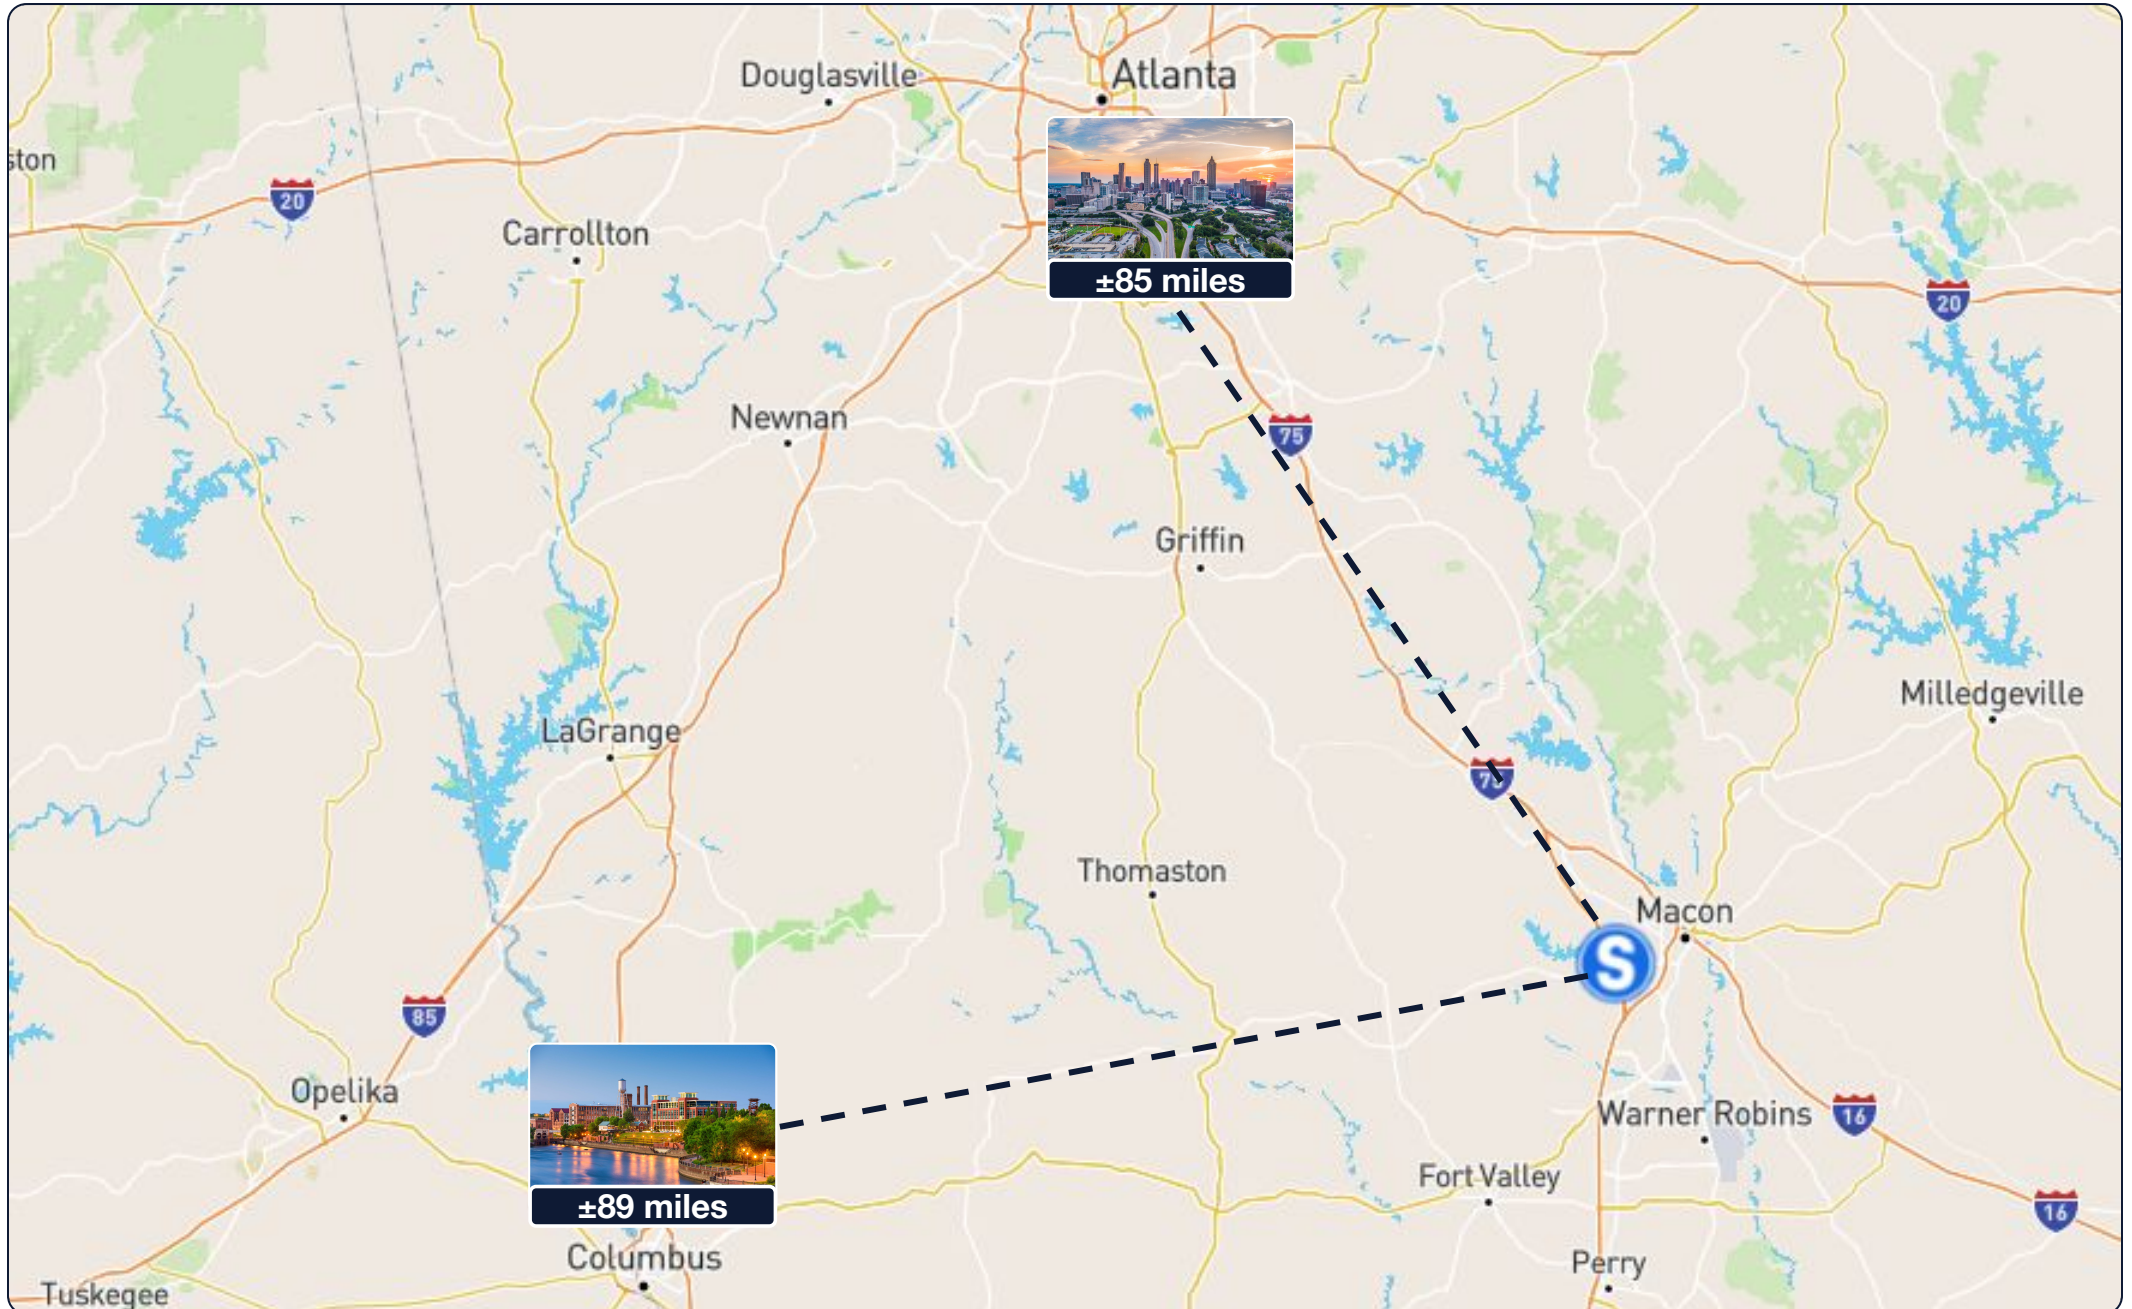 Douglasville
Atlanta
ston
20
Carrollton
±85 miles
20
Newnan
75
Griffin
Milledgeville
LaGrange
75
Thomaston
Macon
S
85
Opelika
Warner Robins
16
Fort Valley
±89 miles
16
Columbus
Perry
Tuskegee